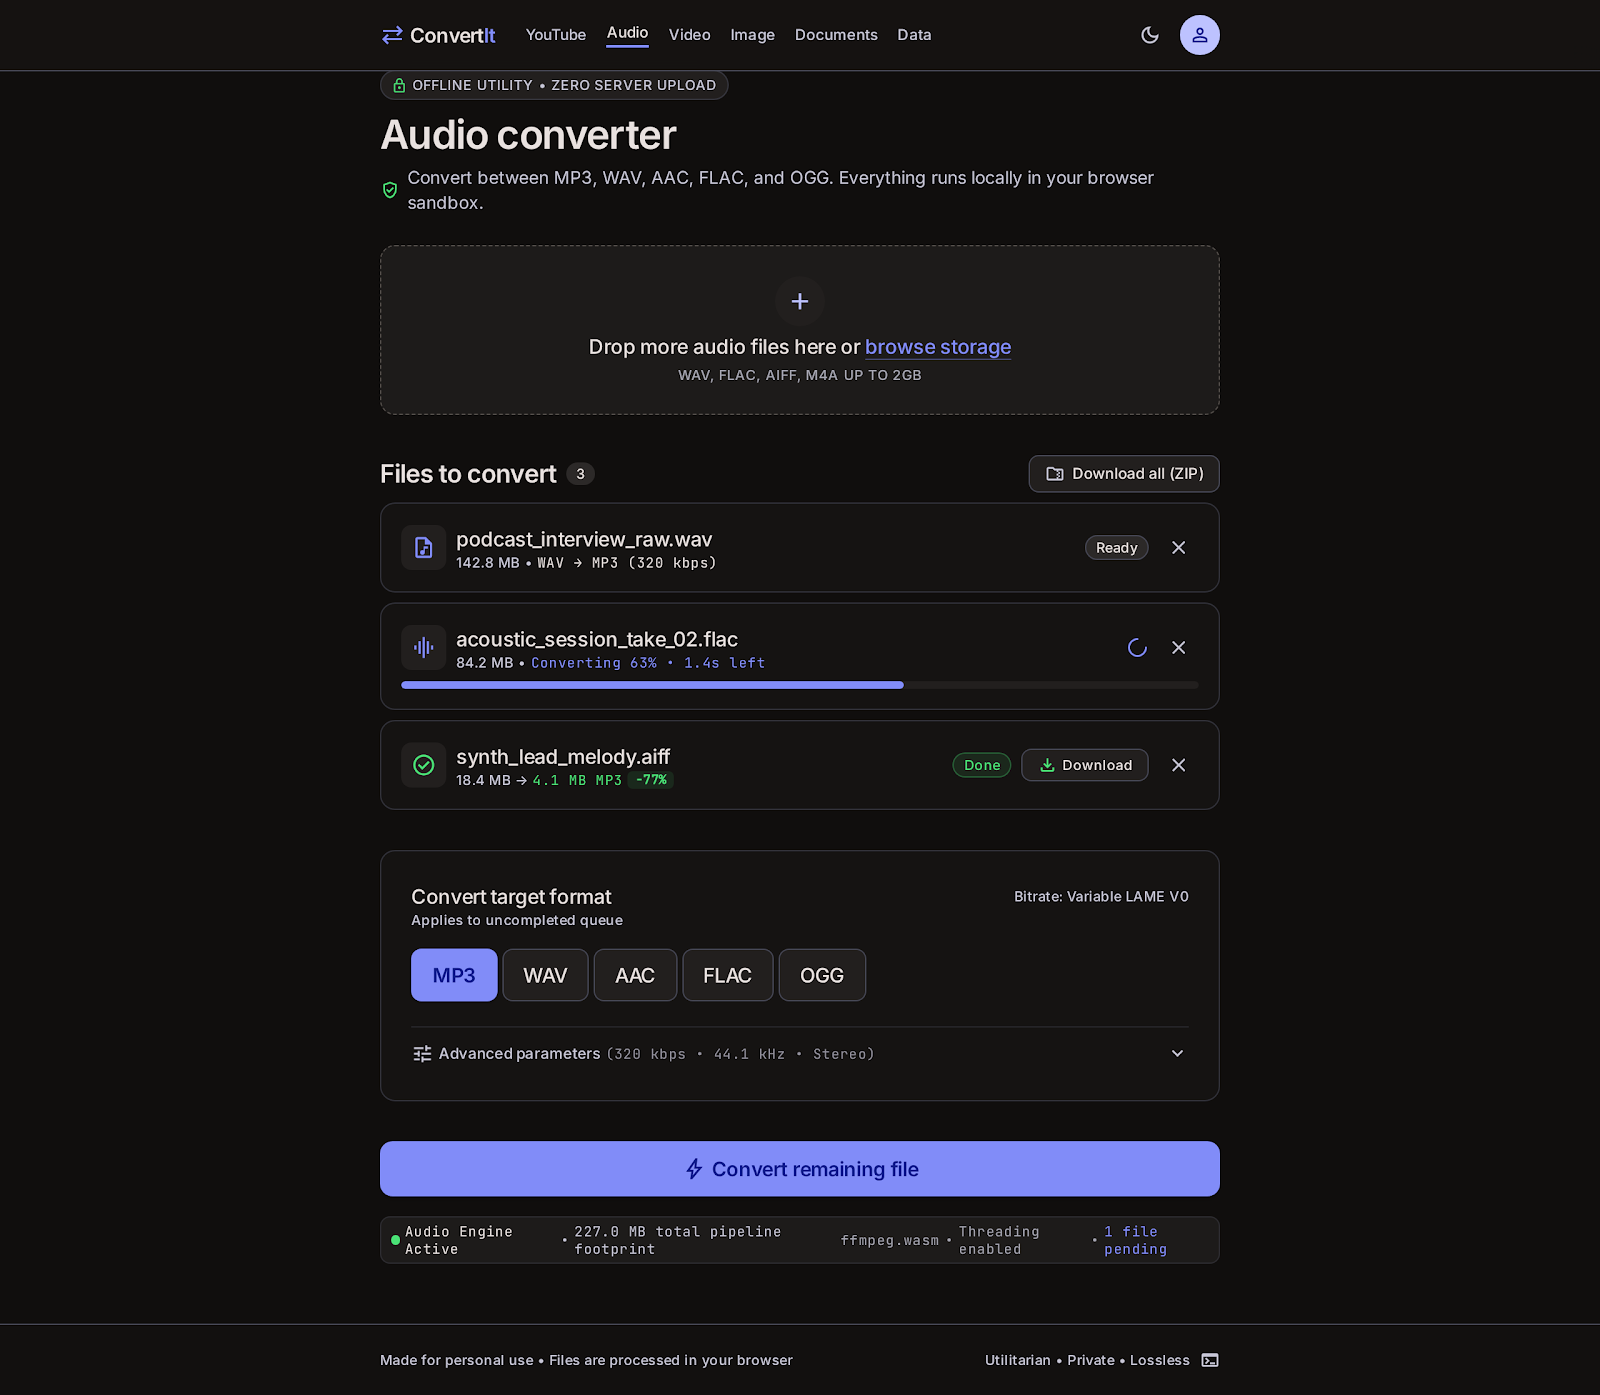 ConvertIt
YouTube
Audio
Video
Image
Documents
Data
OFFLINE UTILITY • ZERO SERVER UPLOAD
Audio converter
Convert between MP3, WAV, AAC, FLAC, and OGG. Everything runs locally in your browser
sandbox.
Drop more audio files here or browse storage
WAV, FLAC, AIFF, M4A UP TO 2GB
Files to convert 3
Download all (ZIP)
podcast_interview_raw.wav
142.8 MB • WAV → MP3 (320 kbps)
Ready
acoustic_session_take_02.flac
84.2 MB • Converting 63% • 1.4s left
synth_lead_melody.aiff
18.4 MB → 4.1 MB MP3 -77%
Done
Download
Convert target format
Applies to uncompleted queue
Bitrate: Variable LAME V0
MP3
WAV
AAC
FLAC
OGG
Advanced parameters (320 kbps • 44.1 kHz • Stereo)
Convert remaining file
Audio Engine
Active
• 227.0 MB total pipeline
footprint
ffmpeg.wasm
• Threading
enabled
• 1 file
pending
Made for personal use • Files are processed in your browser
Utilitarian • Private • Lossless